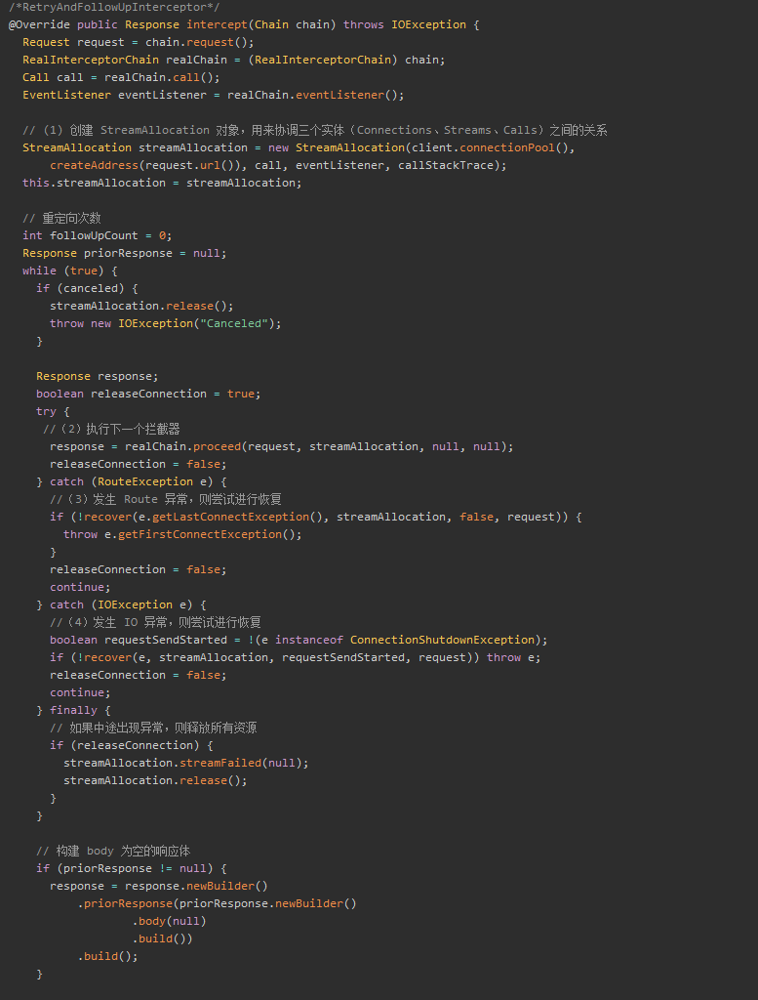 /*RetryAndFollowUpInterceptor*/
@Override public Response intercept(Chain chain) throws IOException {
  Request request = chain.request();
  RealInterceptorChain realChain = (RealInterceptorChain) chain;
  Call call = realChain.call();
  EventListener eventListener = realChain.eventListener();

  // (1) 创建 StreamAllocation 对象，用来协调三个实体（Connections、Streams、Calls）之间的关系
  StreamAllocation streamAllocation = new StreamAllocation(client.connectionPool(),
      createAddress(request.url()), call, eventListener, callStackTrace);
  this.streamAllocation = streamAllocation;

  // 重定向次数
  int followUpCount = 0;
  Response priorResponse = null;
  while (true) {
    if (canceled) {
      streamAllocation.release();
      throw new IOException("Canceled");
    }

    Response response;
    boolean releaseConnection = true;
    try {
     //（2）执行下一个拦截器
      response = realChain.proceed(request, streamAllocation, null, null);
      releaseConnection = false;
    } catch (RouteException e) {
      //（3）发生 Route 异常，则尝试进行恢复
      if (!recover(e.getLastConnectException(), streamAllocation, false, request)) {
        throw e.getFirstConnectException();
      }
      releaseConnection = false;
      continue;
    } catch (IOException e) {
      //（4）发生 IO 异常，则尝试进行恢复
      boolean requestSendStarted = !(e instanceof ConnectionShutdownException);
      if (!recover(e, streamAllocation, requestSendStarted, request)) throw e;
      releaseConnection = false;
      continue;
    } finally {
      // 如果中途出现异常，则释放所有资源
      if (releaseConnection) {
        streamAllocation.streamFailed(null);
        streamAllocation.release();
      }
    }

    // 构建 body 为空的响应体
    if (priorResponse != null) {
      response = response.newBuilder()
          .priorResponse(priorResponse.newBuilder()
                  .body(null)
                  .build())
          .build();
    }